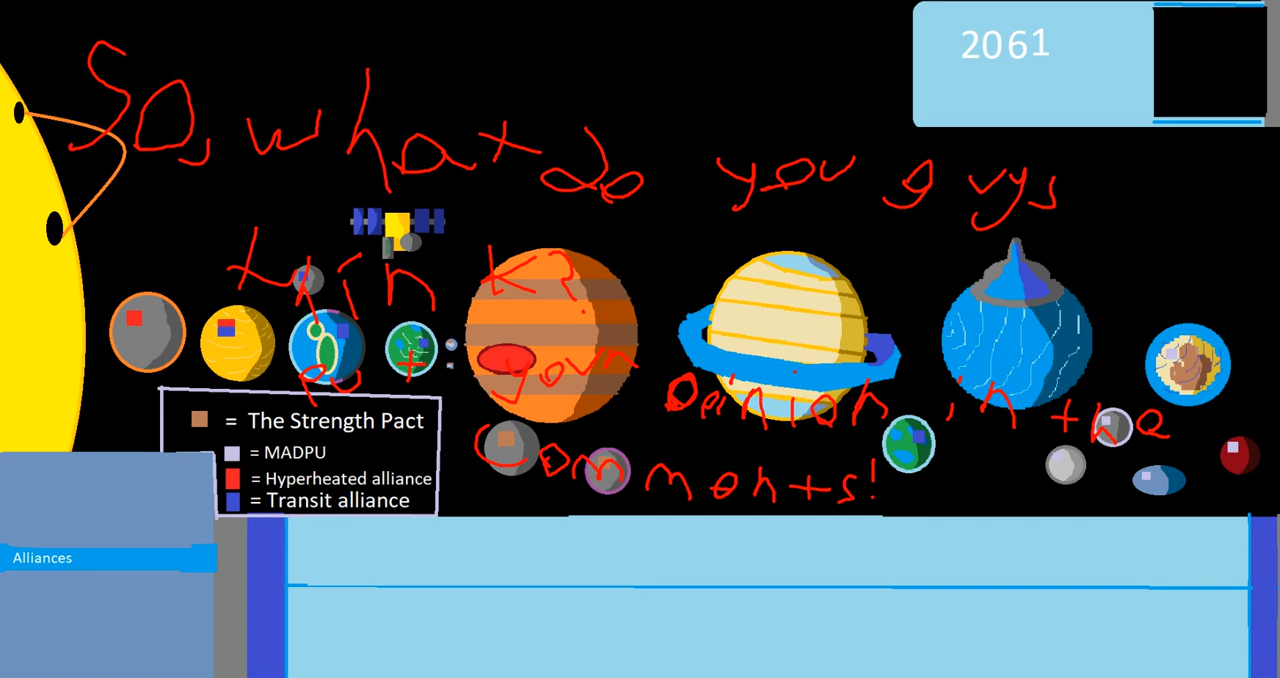 2061
So, what do you guys
think?
Put your opinion in the
comments!
= The Strength Pact
= MADPU
= Hyperheated alliance
= Transit alliance
Alliances